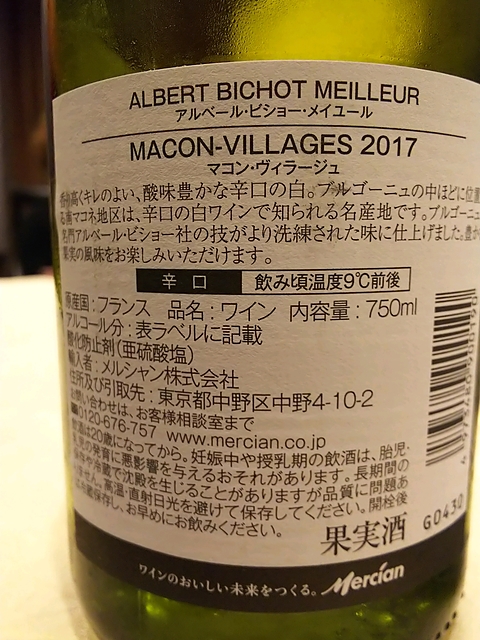 ALBERT BICHOT MEILLEUR
アルベール・ビショー・メイユール
MACON-VILLAGES 2017
マコン・ヴィラージュ
香り高くキレのよい、酸味豊かな辛口の白。ブルゴーニュの中ほどに位置
る南マコネ地区は、辛口の白ワインで知られる名産地です。ブルゴーニュ
名門アルベール・ビショー社の技がより洗練された味に仕上げました。豊か
果実の風味をお楽しみいただけます。
辛口 飲み頃温度9℃前後
原産国：フランス 品名：ワイン 内容量：750ml
アルコール分：表ラベルに記載
酸化防止剤(亜硫酸塩)
輸入者：メルシャン株式会社
住所及び引取先：東京都中野区中野4-10-2
お問い合わせは、お客様相談室まで
0120-676-757 www.mercian.co.jp
飲酒は20歳になってから。妊娠中や授乳期の飲酒は、胎児・
乳児の発育に悪影響を与えるおそれがあります。長期間の
保存や冷蔵で沈殿を生じることがありますが品質に問題あ
りません。高温・直射日光を避けて保存してください。開栓後
は冷蔵保存し、お早めにお飲みください。
果実酒
G0430
ワインのおいしい未来をつくる。 Mercian